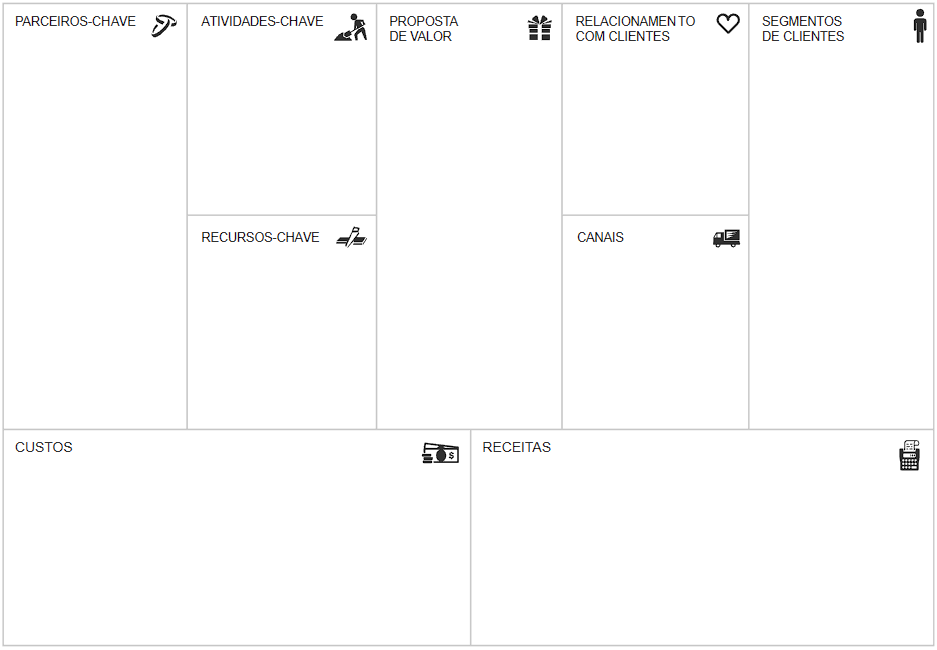 PARCEIROS-CHAVE
ATIVIDADES-CHAVE
PROPOSTA
DE VALOR
RELACIONAMENTO
COM CLIENTES
SEGMENTOS
DE CLIENTES
RECURSOS-CHAVE
CANAIS
CUSTOS
$
RECEITAS